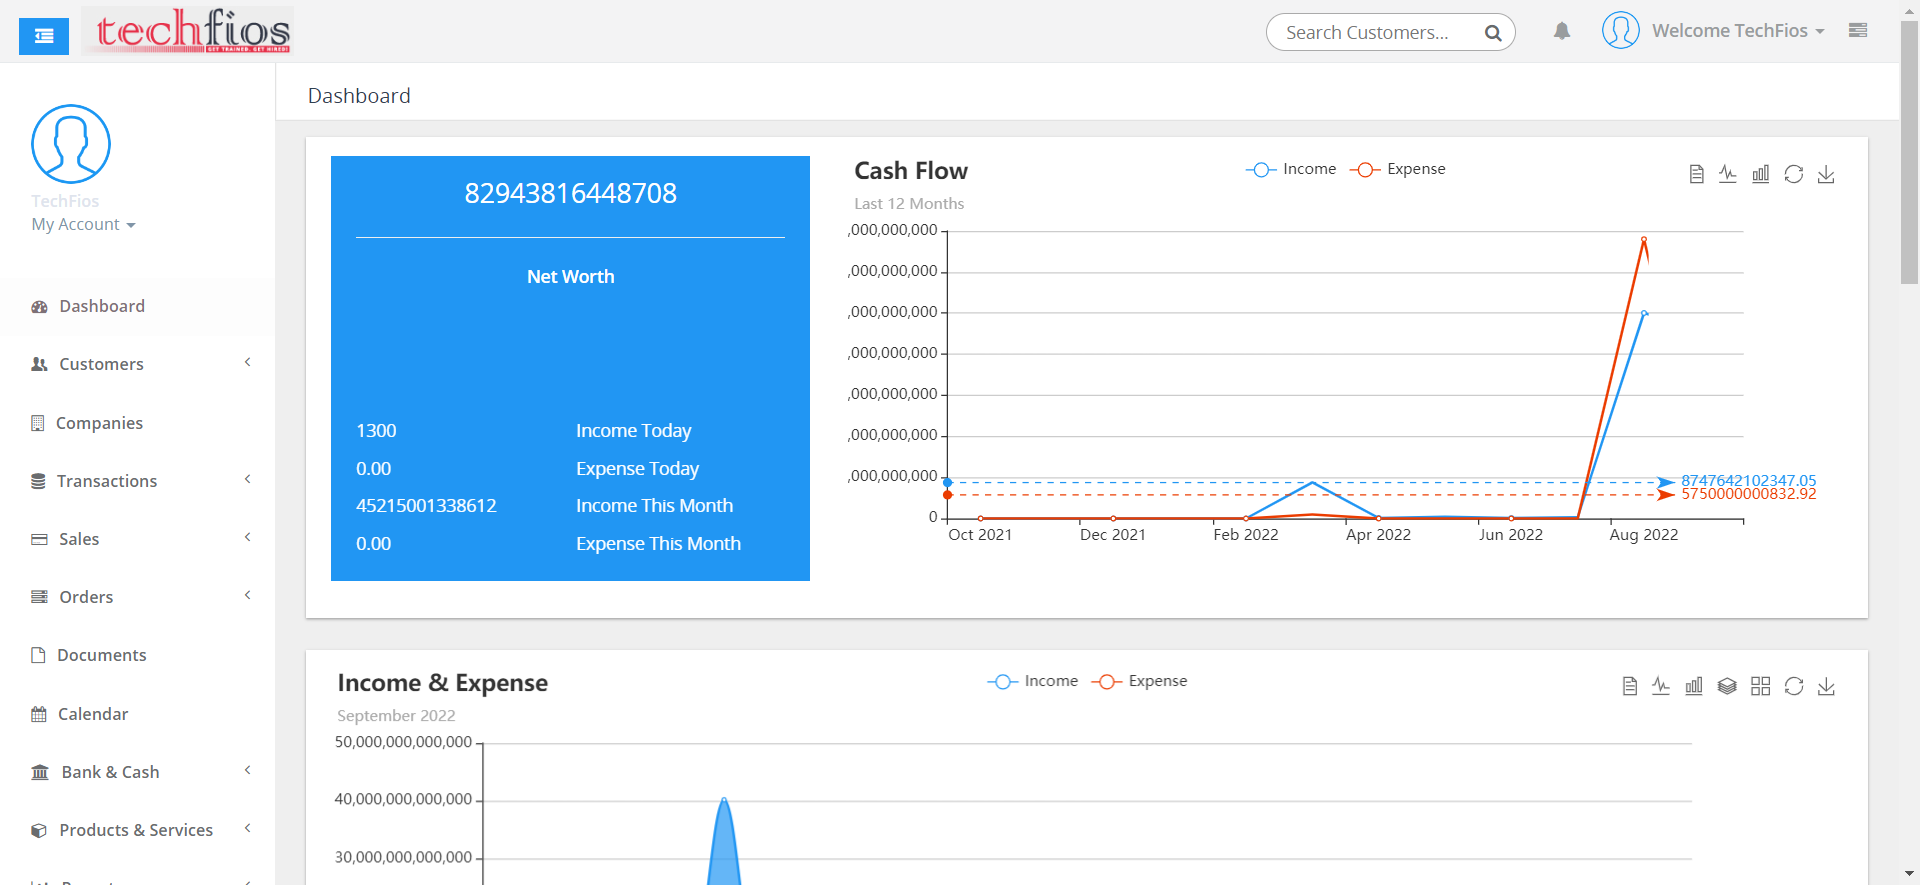 techfios
GET TRAINED. GET HIRED!
Search Customers...
Welcome TechFios
TechFios
My Account
Dashboard
Customers
Companies
Transactions
Sales
Orders
Documents
Calendar
Bank & Cash
Products & Services
Dashboard
82943816448708
Net Worth
1300 Income Today
0.00 Expense Today
45215001338612 Income This Month
0.00 Expense This Month
Cash Flow
Last 12 Months
Income Expense
,000,000,000
,000,000,000
,000,000,000
,000,000,000
,000,000,000
,000,000,000
,000,000,000
0
8747642102347.05
5750000000832.92
Oct 2021 Dec 2021 Feb 2022 Apr 2022 Jun 2022 Aug 2022
Income & Expense
September 2022
Income Expense
50,000,000,000,000
40,000,000,000,000
30,000,000,000,000